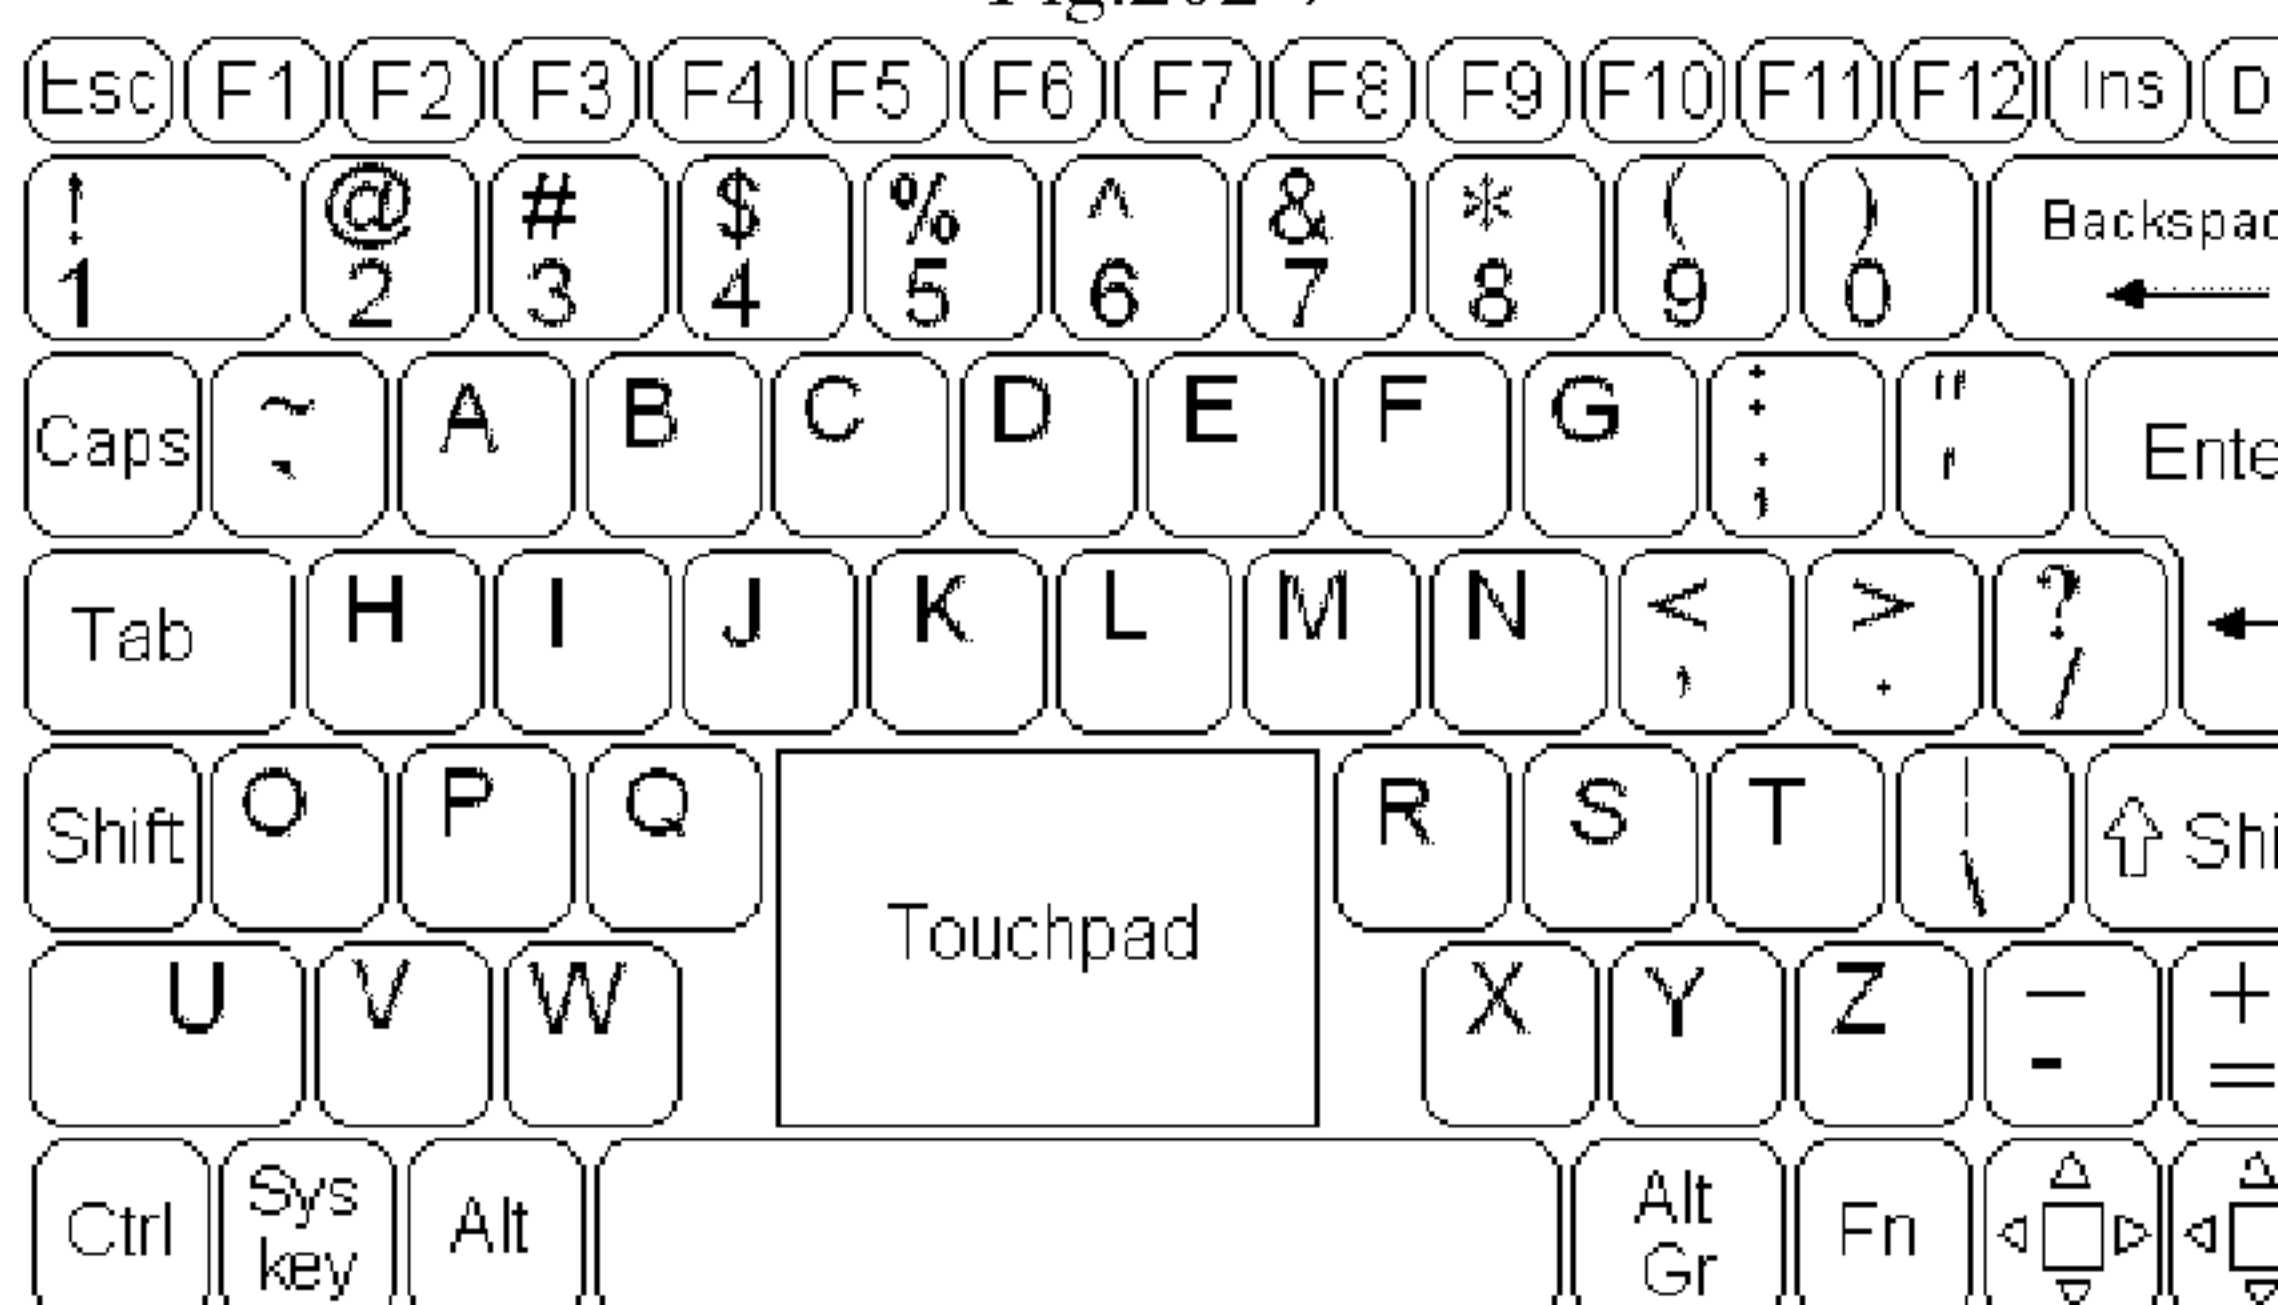 Esc F1 F2 F3 F4 F5 F6 F7 F8 F9 F10 F11 F12 Ins D
! @ # $ % ^ & * ( ) Backspac
1 2 3 4 5 6 7 8 9 0
Caps ~ ` A B C D E F G : ; " ' Ente
Tab H I J K L M N < , > . ? /
Shift O P Q R S T | \ Shi
Touchpad
U V W X Y Z — - + =
Ctrl Sys key Alt Alt Gr Fn